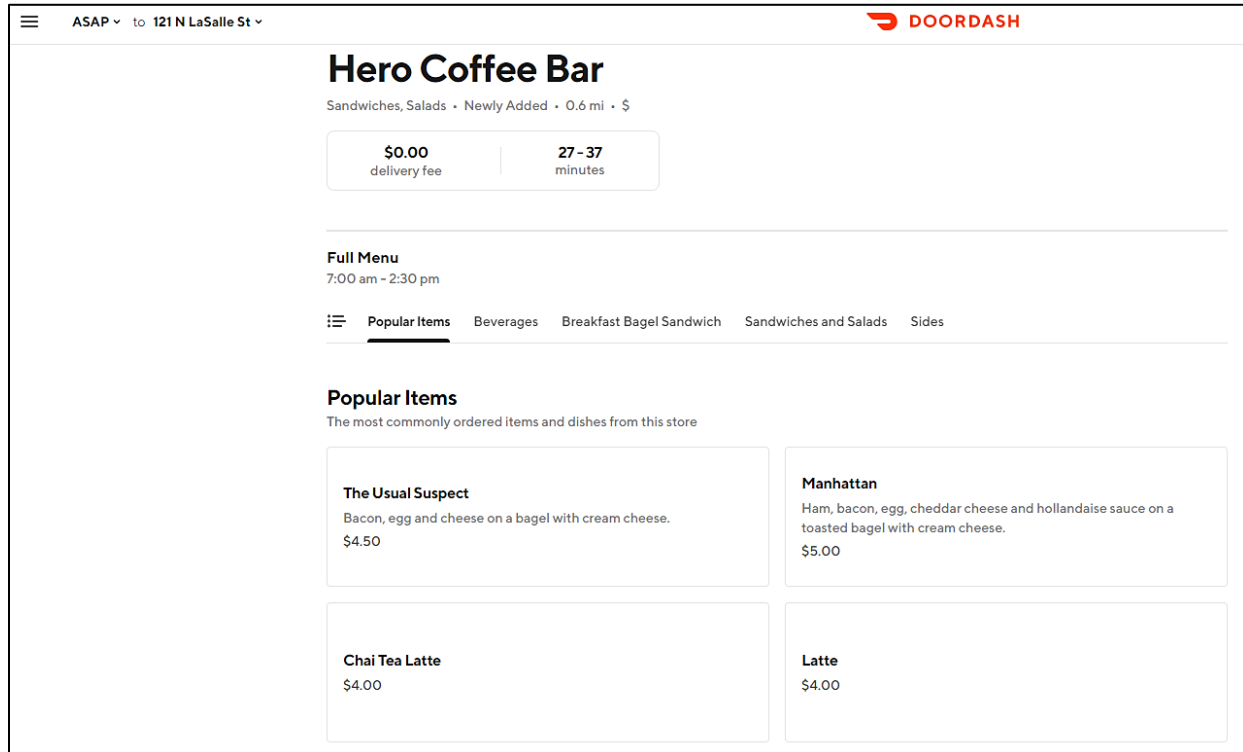 ASAP to 121 N LaSalle St
DOORDASH
Hero Coffee Bar
Sandwiches, Salads • Newly Added • 0.6 mi • $
$0.00 27 - 37
delivery fee minutes
Full Menu
7:00 am - 2:30 pm
Popular Items Beverages Breakfast Bagel Sandwich Sandwiches and Salads Sides
Popular Items
The most commonly ordered items and dishes from this store
The Usual Suspect
Bacon, egg and cheese on a bagel with cream cheese.
$4.50
Manhattan
Ham, bacon, egg, cheddar cheese and hollandaise sauce on a
toasted bagel with cream cheese.
$5.00
Chai Tea Latte
$4.00
Latte
$4.00